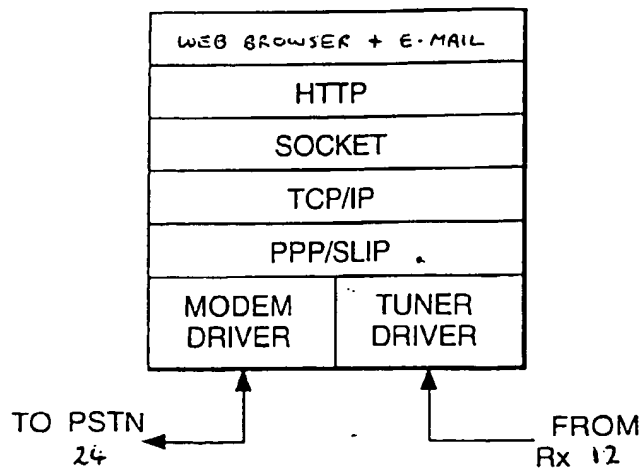 WEB BROWSER + E-MAIL
HTTP
SOCKET
TCP/IP
PPP/SLIP
MODEM
DRIVER
TUNER
DRIVER
TO PSTN
24
FROM
Rx 12